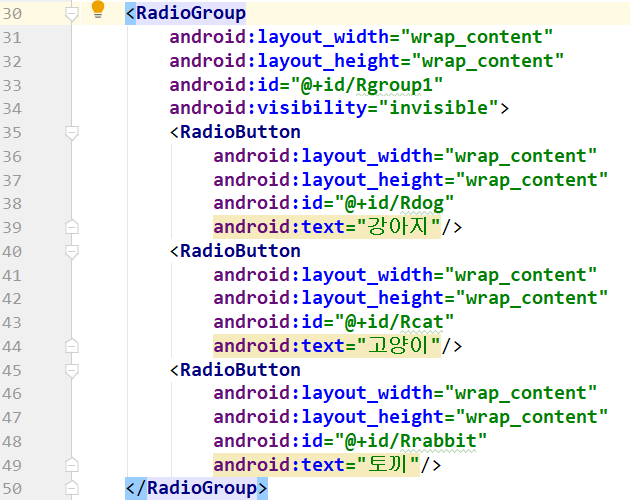 30 <RadioGroup
31 android:layout_width="wrap_content"
32 android:layout_height="wrap_content"
33 android:id="@+id/Rgroup1"
34 android:visibility="invisible">
35 <RadioButton
36 android:layout_width="wrap_content"
37 android:layout_height="wrap_content"
38 android:id="@+id/Rdog"
39 android:text="강아지"/>
40 <RadioButton
41 android:layout_width="wrap_content"
42 android:layout_height="wrap_content"
43 android:id="@+id/Rcat"
44 android:text="고양이"/>
45 <RadioButton
46 android:layout_width="wrap_content"
47 android:layout_height="wrap_content"
48 android:id="@+id/Rrabbit"
49 android:text="토끼"/>
50 </RadioGroup>